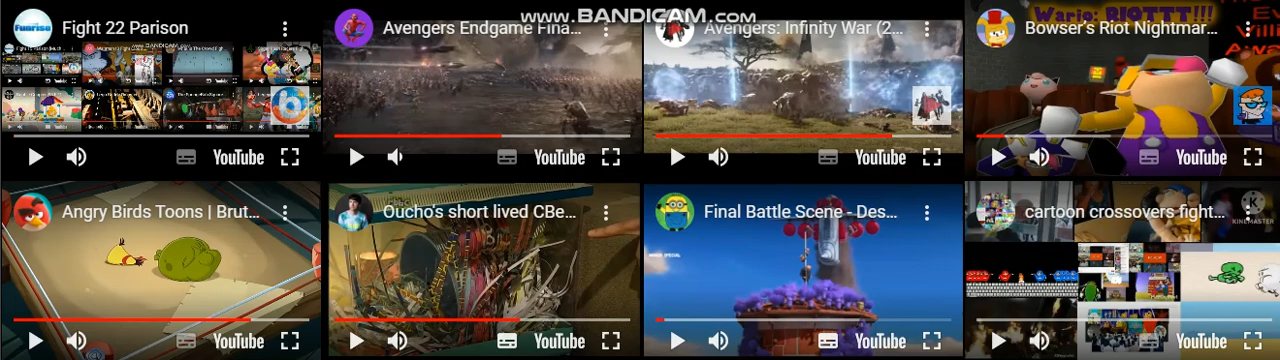 www.BANDICAM.com
Fight 22 Parison
Avengers Endgame Fina...
Avengers: Infinity War (2...
Bowser's Riot Nightmar...
Wario: RIOTTT!!!
YouTube
YouTube
YouTube
YouTube
Angry Birds Toons | Brut...
Oucho's short lived CBe...
Final Battle Scene - Des...
cartoon crossovers fight...
KINEMASTER
YouTube
YouTube
YouTube
YouTube